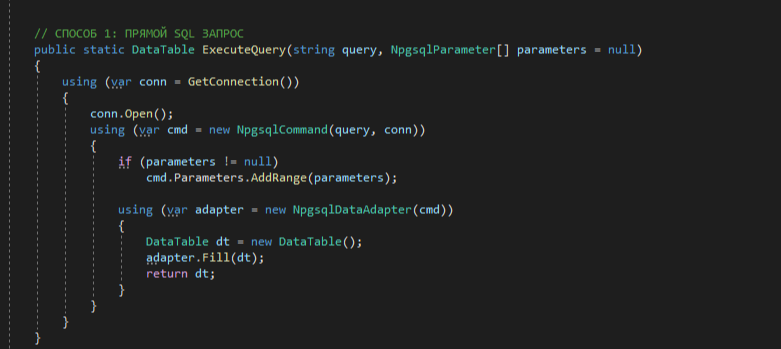 // СПОСОБ 1: ПРЯМОЙ SQL ЗАПРОС
public static DataTable ExecuteQuery(string query, NpgsqlParameter[] parameters = null)
{
using (var conn = GetConnection())
{
conn.Open();
using (var cmd = new NpgsqlCommand(query, conn))
{
if (parameters != null)
cmd.Parameters.AddRange(parameters);
using (var adapter = new NpgsqlDataAdapter(cmd))
{
DataTable dt = new DataTable();
adapter.Fill(dt);
return dt;
}
}
}
}